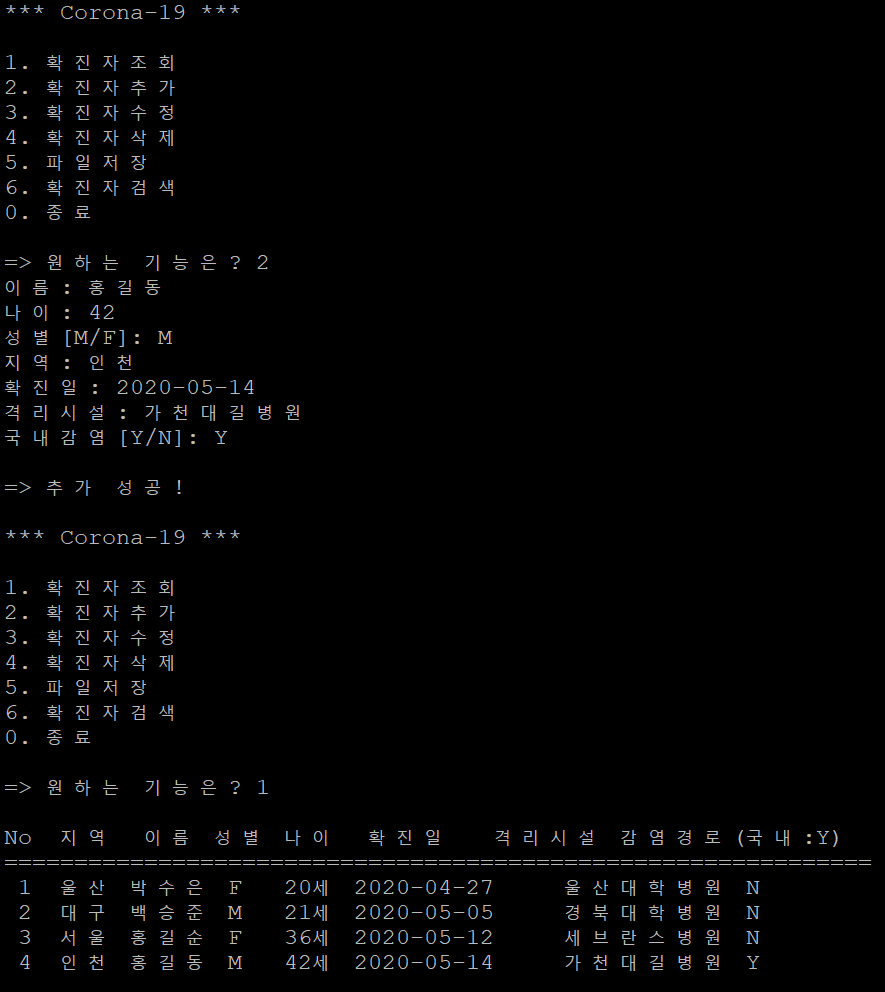 *** Corona-19 ***
1. 확진자조회
2. 확진자추가
3. 확진자수정
4. 확진자삭제
5. 파일저장
6. 확진자검색
0. 종료
=> 원하는 기능은? 2
이름: 홍길동
나이: 42
성별[M/F]: M
지역: 인천
확진일: 2020-05-14
격리시설: 가천대길병원
국내감염[Y/N]: Y
=> 추가 성공!
*** Corona-19 ***
1. 확진자조회
2. 확진자추가
3. 확진자수정
4. 확진자삭제
5. 파일저장
6. 확진자검색
0. 종료
=> 원하는 기능은? 1
No 지역 이름 성별 나이 확진일 격리시설 감염경로(국내:Y)
==============================================================
1 울산 박수은 F 20세 2020-04-27 울산대학병원 N
2 대구 백승준 M 21세 2020-05-05 경북대학병원 N
3 서울 홍길순 F 36세 2020-05-12 세브란스병원 N
4 인천 홍길동 M 42세 2020-05-14 가천대길병원 Y